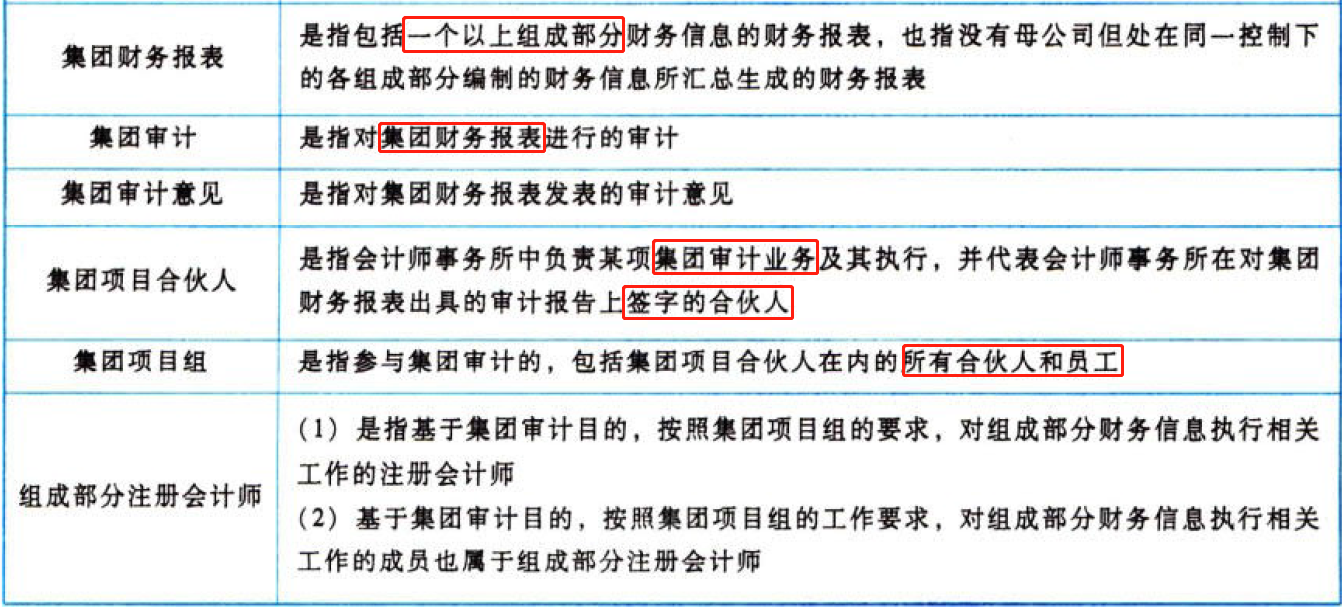 集团财务报表
是指包括一个以上组成部分财务信息的财务报表，也指没有母公司但处在同一控制下
的各组成部分编制的财务信息所汇总生成的财务报表
集团审计
是指对集团财务报表进行的审计
集团审计意见
是指对集团财务报表发表的审计意见
集团项目合伙人
是指会计师事务所中负责某项集团审计业务及其执行，并代表会计师事务所在对集团
财务报表出具的审计报告上签字的合伙人
集团项目组
是指参与集团审计的，包括集团项目合伙人在内的所有合伙人和员工
组成部分注册会计师
（1）是指基于集团审计目的，按照集团项目组的要求，对组成部分财务信息执行相关
工作的注册会计师
（2）基于集团审计目的，按照集团项目组的工作要求，对组成部分财务信息执行相关
工作的成员也属于组成部分注册会计师